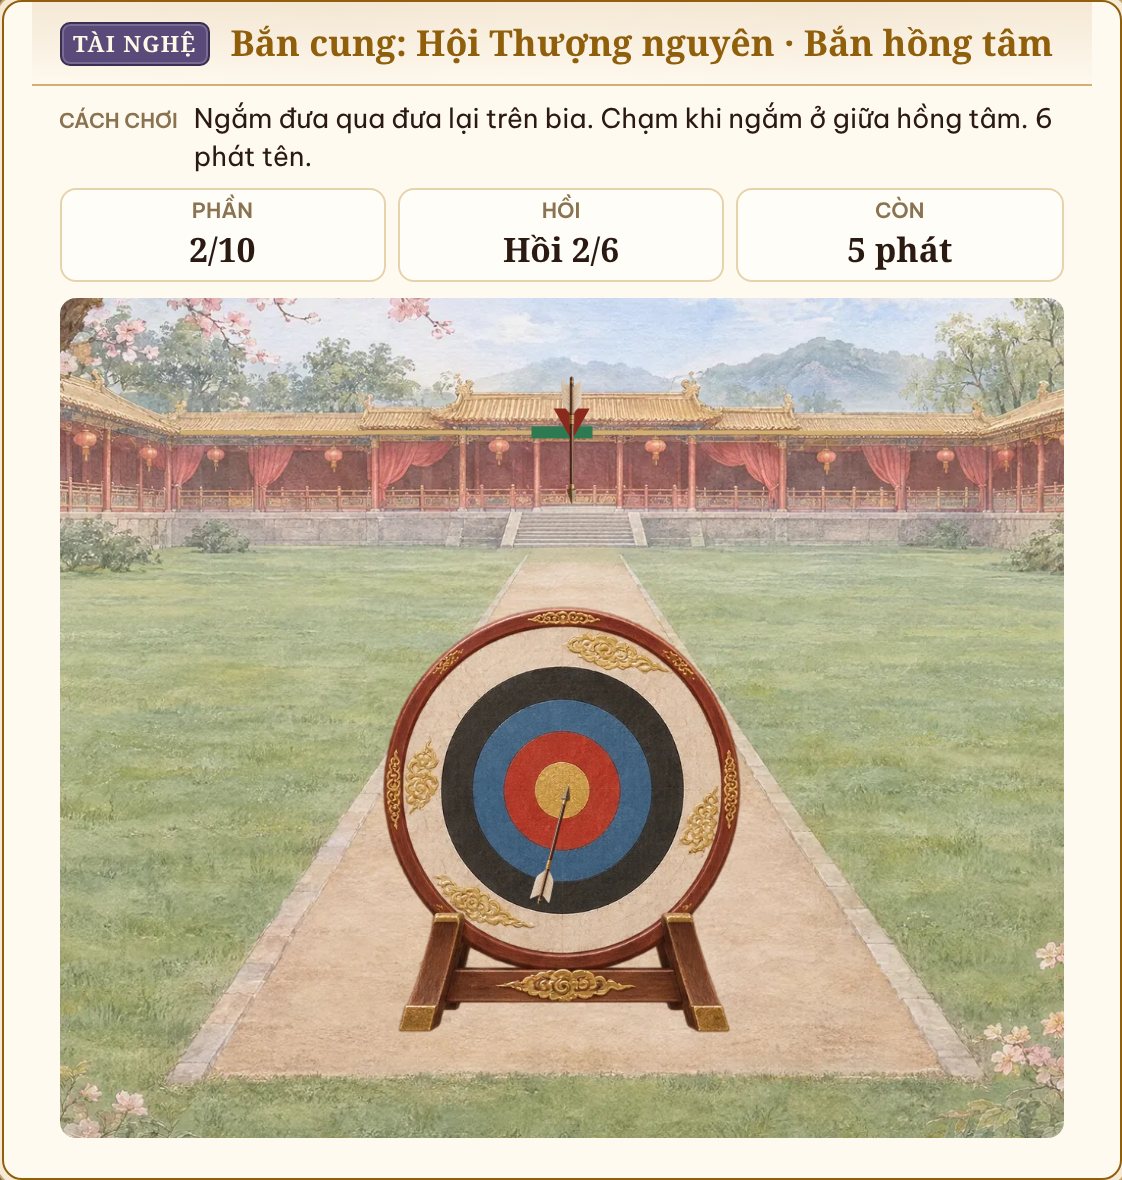 TÀI NGHỆ
Bắn cung: Hội Thượng nguyên · Bắn hồng tâm
CÁCH CHƠI
Ngắm đưa qua đưa lại trên bia. Chạm khi ngắm ở giữa hồng tâm. 6
phát tên.
PHẦN
2/10
HỒI
Hồi 2/6
CÒN
5 phát